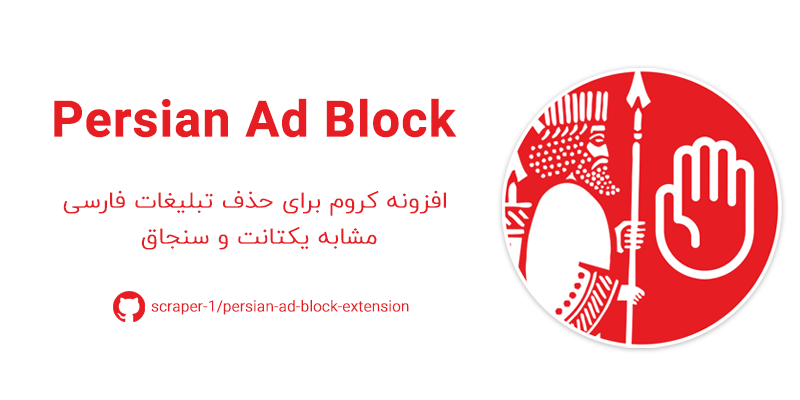 Persian Ad Block
افزونه کروم برای حذف تبلیغات فارسی
مشابه یکتانت و سنجاق
scraper-1/persian-ad-block-extension